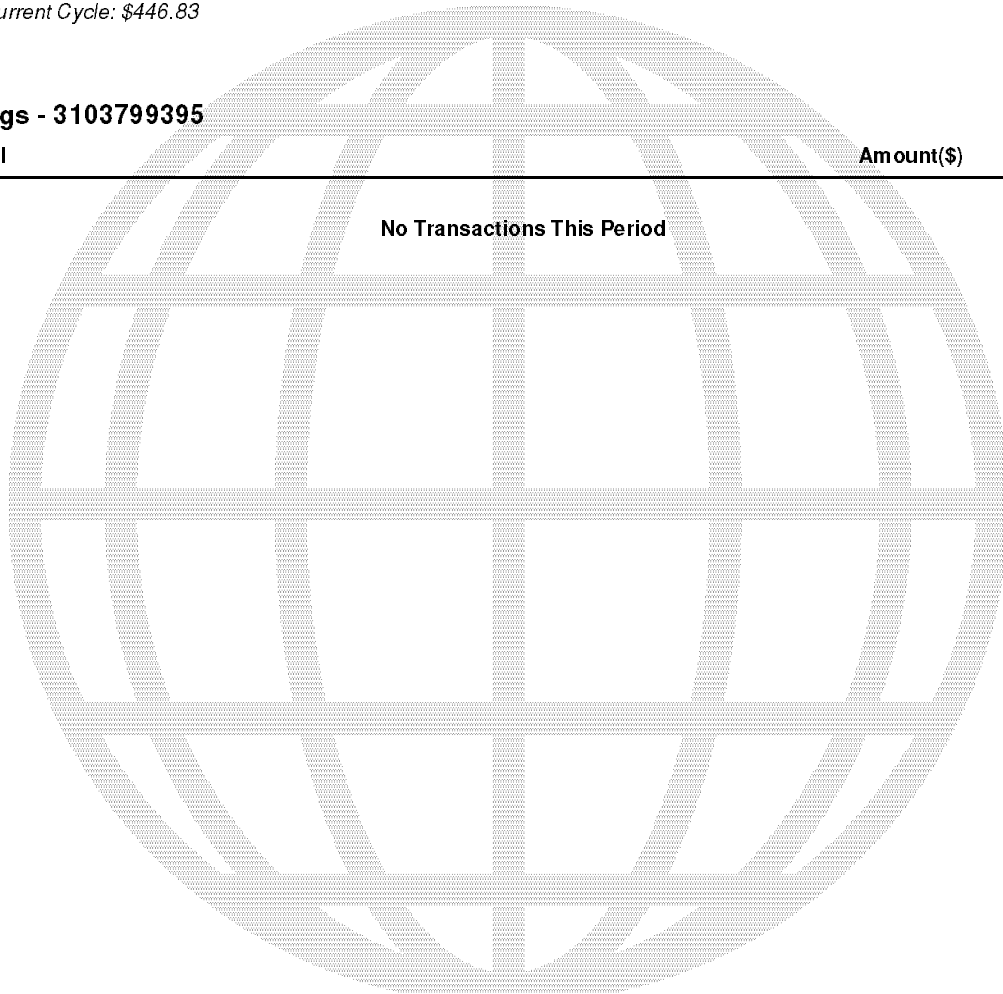 urrent Cycle: $446.83
gs - 3103799395
l Amount($)
No Transactions This Period